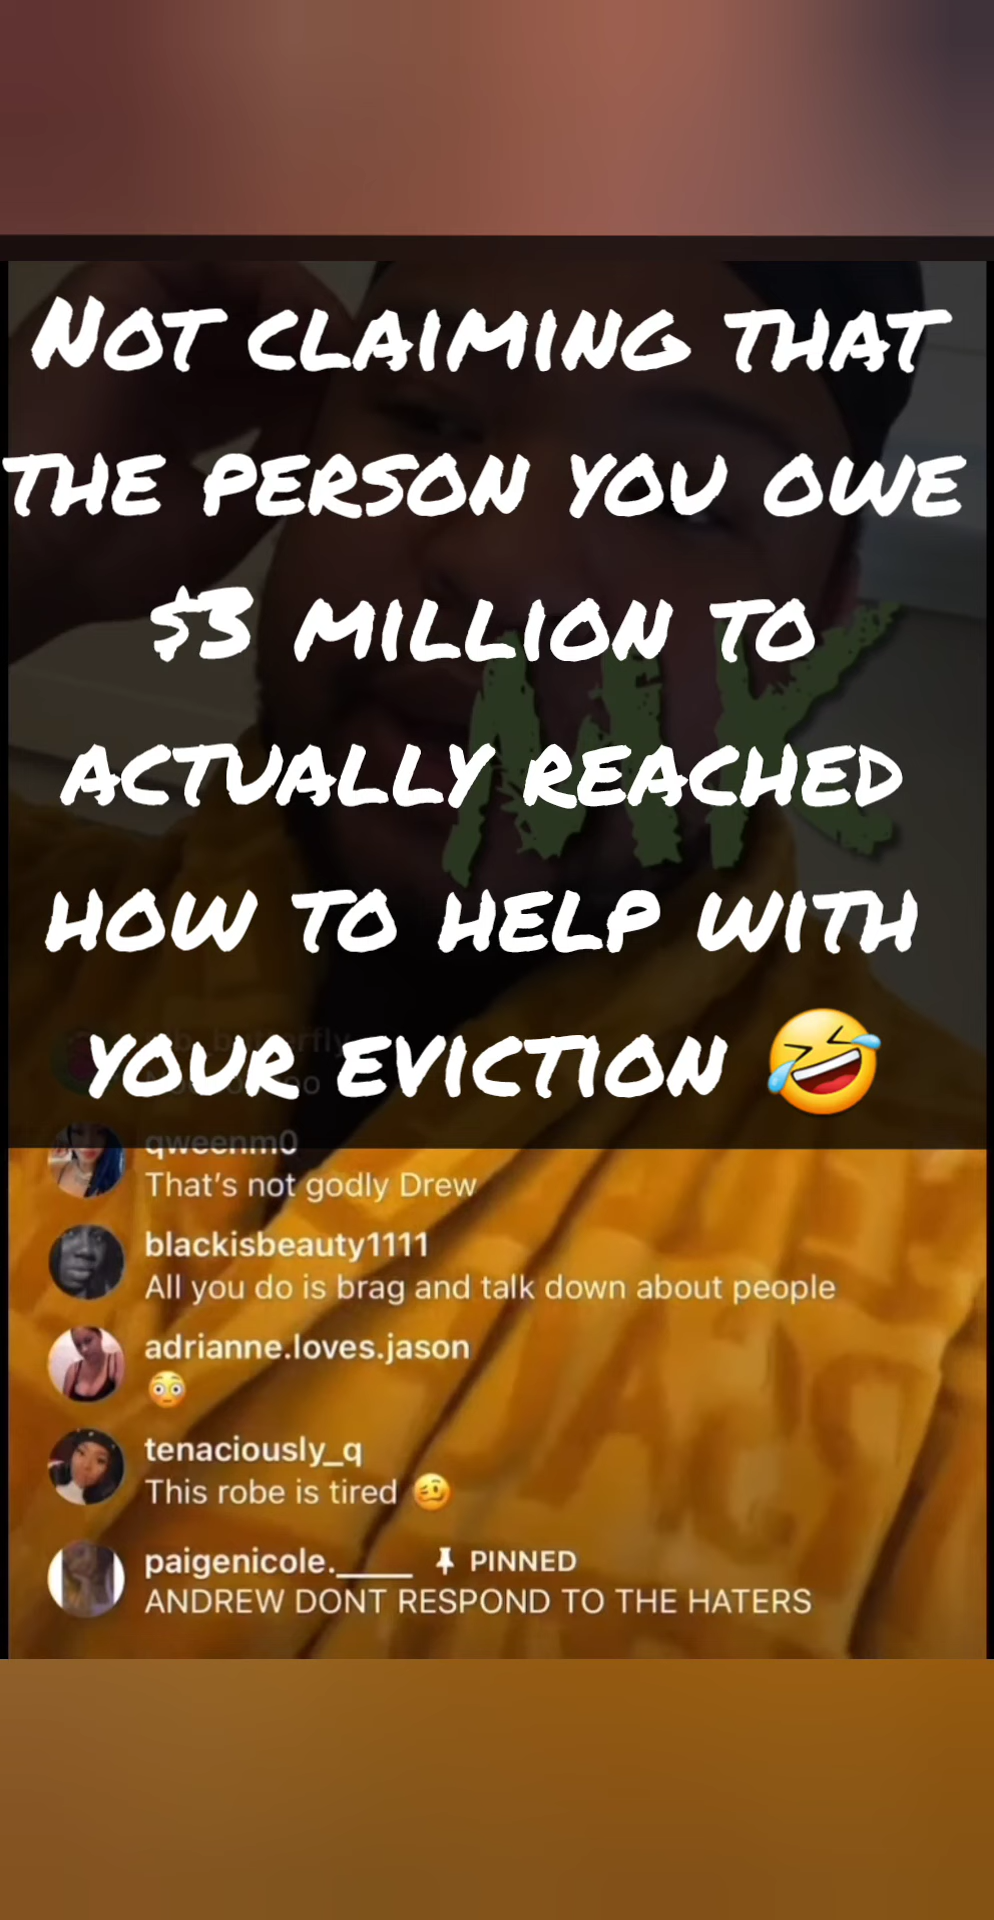 NOT CLAIMING THAT
THE PERSON YOU OWE
$3 MILLION TO
ACTUALLY REACHED
HOW TO HELP WITH
YOUR EVICTION 🤣
qweenm0
That's not godly Drew
blackisbeauty1111
All you do is brag and talk down about people
adrianne.loves.jason
😳
tenaciously_q
This robe is tired 🥴
paigenicole.____ 📌 PINNED
ANDREW DONT RESPOND TO THE HATERS